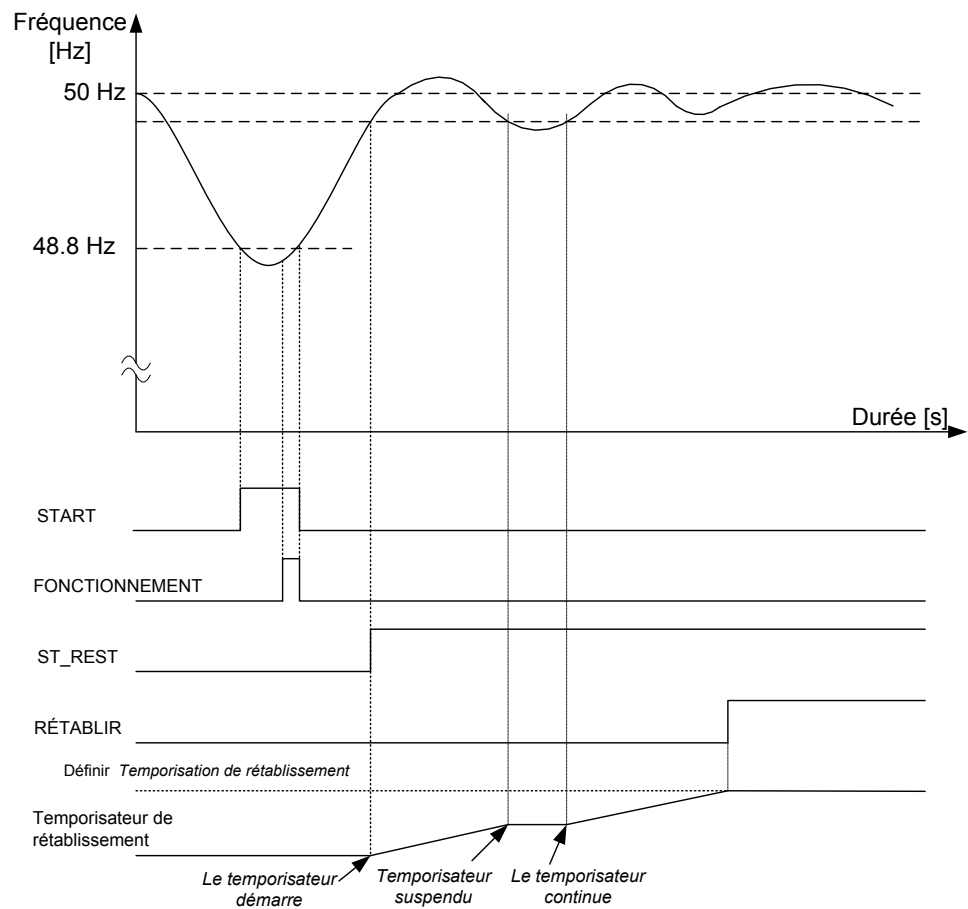 Fréquence
[Hz]
50 Hz
48.8 Hz
Durée [s]
START
FONCTIONNEMENT
ST_REST
RÉTABLIR
Définir Temporisation de rétablissement
Temporisateur de
rétablissement
Le temporisateur
démarre
Temporisateur
suspendu
Le temporisateur
continue